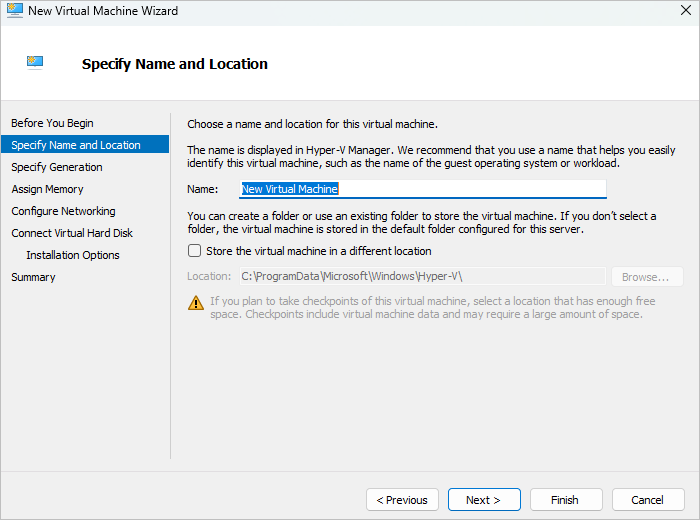 New Virtual Machine Wizard
Specify Name and Location
Before You Begin
Specify Name and Location
Specify Generation
Assign Memory
Configure Networking
Connect Virtual Hard Disk
Installation Options
Summary
Choose a name and location for this virtual machine.
The name is displayed in Hyper-V Manager. We recommend that you use a name that helps you easily
identify this virtual machine, such as the name of the guest operating system or workload.
Name: New Virtual Machine
You can create a folder or use an existing folder to store the virtual machine. If you don't select a
folder, the virtual machine is stored in the default folder configured for this server.
Store the virtual machine in a different location
Location: C:\ProgramData\Microsoft\Windows\Hyper-V\ Browse...
If you plan to take checkpoints of this virtual machine, select a location that has enough free
space. Checkpoints include virtual machine data and may require a large amount of space.
< Previous Next > Finish Cancel